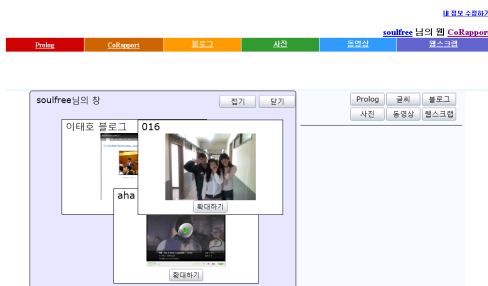 내 정보 수정하기
soulfree 님의 웹 CoRapport
Prolog CoRapport 블로그 사진 동영상 웹스크랩
soulfree님의 창 접기 닫기
Prolog 글씨 블로그
사진 동영상 웹스크랩
이태호 블로그 016
확대하기
aha
확대하기